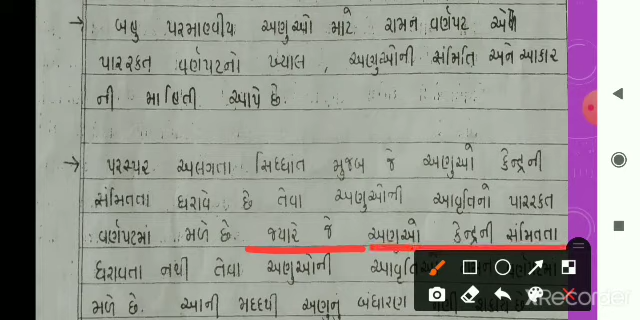 → બહુ પરમાણ્વીય અણુઓ માટે રામન વર્ણપટ અને
પારરક્ત વર્ણપટનો ખ્યાલ , અણુઓની સંમિતિ અને આકાર
ની માહિતી આપે છે.
→ પરસ્પર અલગતા સિદ્ધાંત મુજબ જે અણુઓ કેન્દ્રની
સંમિતતા ધરાવે છે તેવા અણુઓની આવૃતિનો પારરક્ત
વર્ણપટમાં મળે છે. જ્યારે જે અણુઓ કેન્દ્રની સંમિતતા
ધરાવતા નથી તેવા અણુઓની
મળે છે. આની મદદથી અણુનું બંધારણ
XRecorder